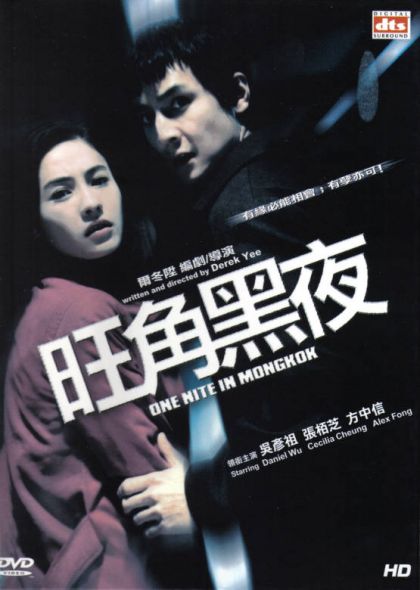 DIGITAL
dts
SURROUND
有緣必能相會；有孽亦可！
爾冬陞 編劇/導演
written and directed by Derek Yee
旺角黑夜
ONE NITE IN MONGKOK
領銜主演 吳彥祖 張栢芝 方中信
Starring Daniel Wu Cecilia Cheung Alex Fong
DVD
VIDEO
HD